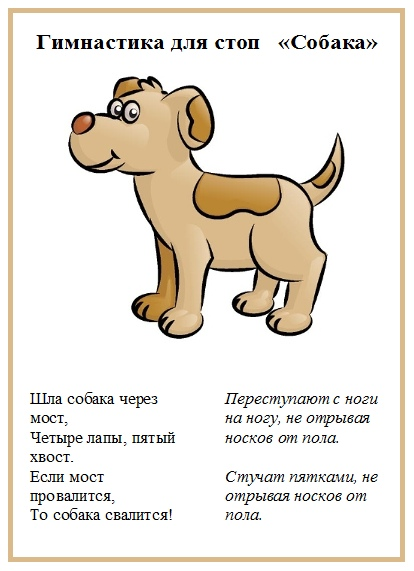 Гимнастика для стоп «Собака»
Шла собака через
мост,
Четыре лапы, пятый
хвост.
Если мост
провалится,
То собака свалится!
Переступают с ноги
на ногу, не отрывая
носков от пола.
Стучат пятками, не
отрывая носков от
пола.